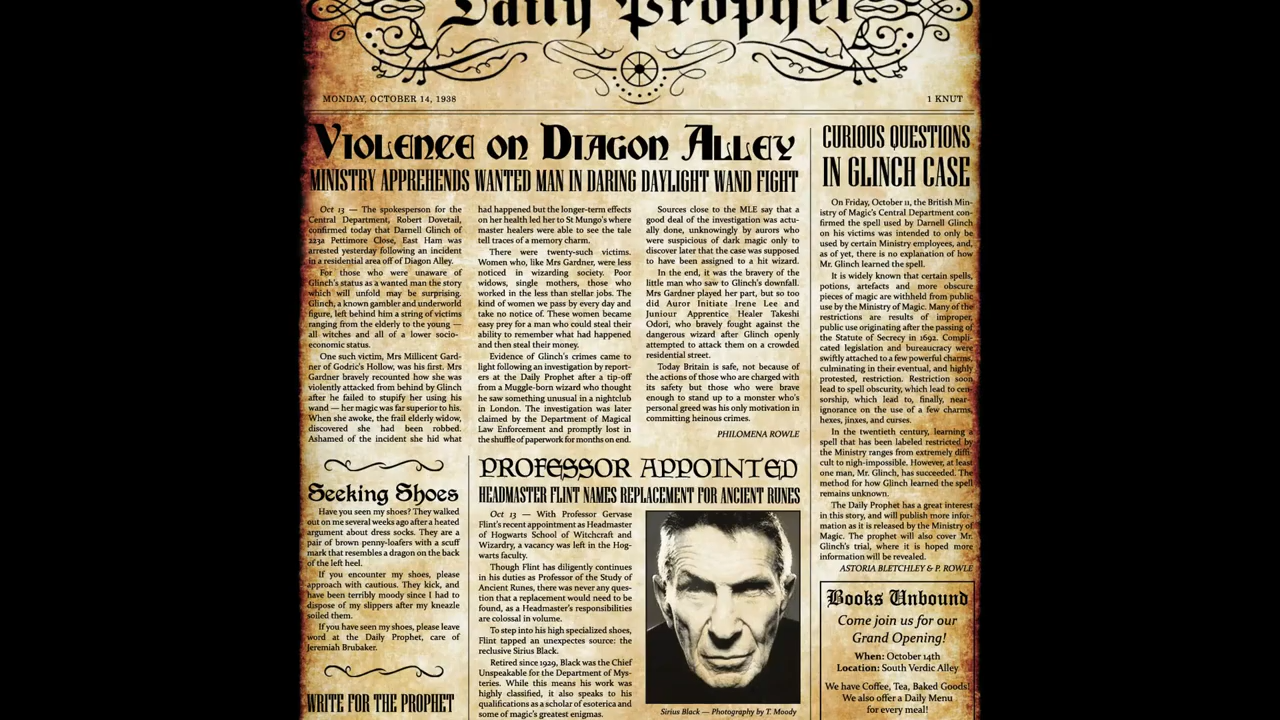 Daily Prophet
MONDAY, OCTOBER 14, 1938
1 KNUT
Violence on Diagon Alley
MINISTRY APPREHENDS WANTED MAN IN DARING DAYLIGHT WAND FIGHT
Oct 13 — The spokesperson for the
Central Department, Robert Dovetail,
confirmed today that Darnell Glinch of
223a Pettimore Close, East Ham was
arrested yesterday following an incident
in a residential area off of Diagon Alley.
For those who were unaware of
Glinch's status as a wanted man the story
which will unfold may be surprising.
Glinch, a known gambler and underworld
figure, left behind him a string of victims
ranging from the elderly to the young —
all witches and all of a lower socio-
economic status.
One such victim, Mrs Millicent Gard-
ner of Godric's Hollow, was his first. Mrs
Gardner bravely recounted how she was
violently attacked from behind by Glinch
after he failed to stupify her using his
wand — her magic was far superior to his.
When she awoke, the frail elderly widow,
discovered she had been robbed.
Ashamed of the incident she hid what
had happened but the longer-term effects
on her health led her to St Mungo's where
master healers were able to see the tale
tell traces of a memory charm.
There were twenty-such victims.
Women who, like Mrs Gardner, were less
noticed in wizarding society. Poor
widows, single mothers, those who
worked in the less than stellar jobs. The
kind of women we pass by every day and
take no notice of. These women became
easy prey for a man who could steal their
ability to remember what had happened
and then steal their money.
Evidence of Glinch's crimes came to
light following an investigation by report-
ers at the Daily Prophet after a tip-off
from a Muggle-born wizard who thought
he saw something unusual in a nightclub
in London. The investigation was later
claimed by the Department of Magical
Law Enforcement and promptly lost in
the shuffle of paperwork for months on end.
Sources close to the MLE say that a
good deal of the investigation was actu-
ally done, unknowingly by aurors who
were suspicious of dark magic only to
discover later that the case was supposed
to have been assigned to a hit wizard.
In the end, it was the bravery of the
little man who saw to Glinch's downfall.
Mrs Gardner played her part, but so too
did Auror Initiate Irene Lee and
Juniour Apprentice Healer Takeshi
Odori, who bravely fought against the
dangerous wizard after Glinch openly
attempted to attack them on a crowded
residential street.
Today Britain is safe, not because of
the actions of those who are charged with
its safety but those who were brave
enough to stand up to a monster who's
personal greed was his only motivation in
committing heinous crimes.
PHILOMENA ROWLE
CURIOUS QUESTIONS
IN GLINCH CASE
On Friday, October 11, the British Min-
istry of Magic's Central Department con-
firmed the spell used by Darnell Glinch
on his victims was intended to only be
used by certain Ministry employees, and,
as of yet, there is no explanation of how
Mr. Glinch learned the spell.
It is widely known that certain spells,
potions, artefacts and more obscure
pieces of magic are withheld from public
use by the Ministry of Magic. Many of the
restrictions are results of improper,
public use originating after the passing of
the Statute of Secrecy in 1692. Compli-
cated legislation and bureaucracy were
swiftly attached to a few powerful charms,
culminating in their eventual, and highly
protested, restriction. Restriction soon
lead to spell obscurity, which lead to cen-
sorship, which lead to, finally, near-
ignorance on the use of a few charms,
hexes, jinxes, and curses.
In the twentieth century, learning a
spell that has been labeled restricted by
the Ministry ranges from extremely diffi-
cult to nigh-impossible. However, at least
one man, Mr. Glinch, has succeeded. The
method for how Glinch learned the spell
remains unknown.
The Daily Prophet has a great interest
in this story, and will publish more infor-
mation as it is released by the Ministry of
Magic. The prophet will also cover Mr.
Glinch's trial, where it is hoped more
information will be revealed.
ASTORIA BLETCHLEY & P. ROWLE
Seeking Shoes
Have you seen my shoes? They walked
out on me several weeks ago after a heated
argument about dress socks. They are a
pair of brown penny-loafers with a scuff
mark that resembles a dragon on the back
of the left heel.
If you encounter my shoes, please
approach with cautious. They kick, and
have been terribly moody since I had to
dispose of my slippers after my kneazle
soiled them.
If you have seen my shoes, please leave
word at the Daily Prophet, care of
Jeremiah Brubaker.
WRITE FOR THE PROPHET
PROFESSOR APPOINTED
HEADMASTER FLINT NAMES REPLACEMENT FOR ANCIENT RUNES
Oct 13 — With Professor Gervase
Flint's recent appointment as Headmaster
of Hogwarts School of Witchcraft and
Wizardry, a vacancy was left in the Hog-
warts faculty.
Though Flint has diligently continues
in his duties as Professor of the Study of
Ancient Runes, there was never any ques-
tion that a replacement would need to be
found, as a Headmaster's responsibilities
are colossal in volume.
To step into his high specialized shoes,
Flint tapped an unexpectes source: the
reclusive Sirius Black.
Retired since 1929, Black was the Chief
Unspeakable for the Department of Mys-
teries. While this means his work was
highly classified, it also speaks to his
qualifications as a scholar of esoterica and
some of magic's greatest enigmas.
Sirius Black — Photography by T. Moody
Books Unbound
Come join us for our
Grand Opening!
When: October 14th
Location: South Verdic Alley
We have Coffee, Tea, Baked Goods!
We also offer a Daily Menu
for every meal!